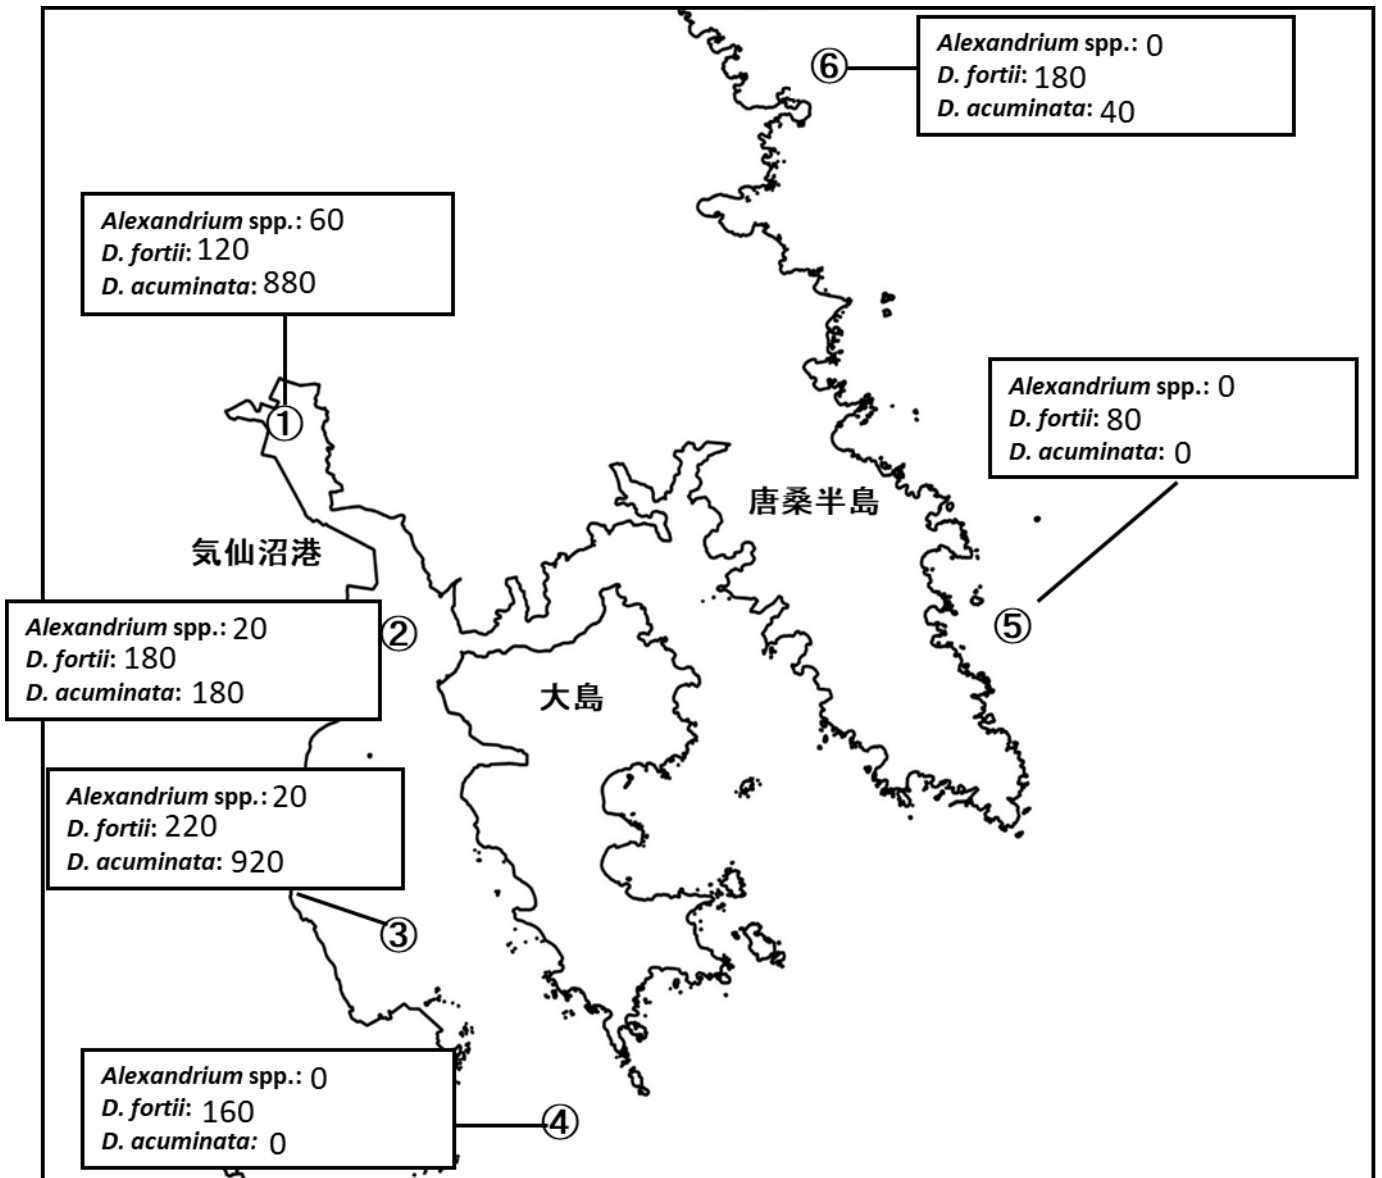 Alexandrium spp.: 0
D. fortii: 180
D. acuminata: 40
⑥
Alexandrium spp.: 60
D. fortii: 120
D. acuminata: 880
①
Alexandrium spp.: 0
D. fortii: 80
D. acuminata: 0
⑤
唐桑半島
気仙沼港
Alexandrium spp.: 20
D. fortii: 180
D. acuminata: 180
②
大島
Alexandrium spp.: 20
D. fortii: 220
D. acuminata: 920
③
Alexandrium spp.: 0
D. fortii: 160
D. acuminata: 0
④